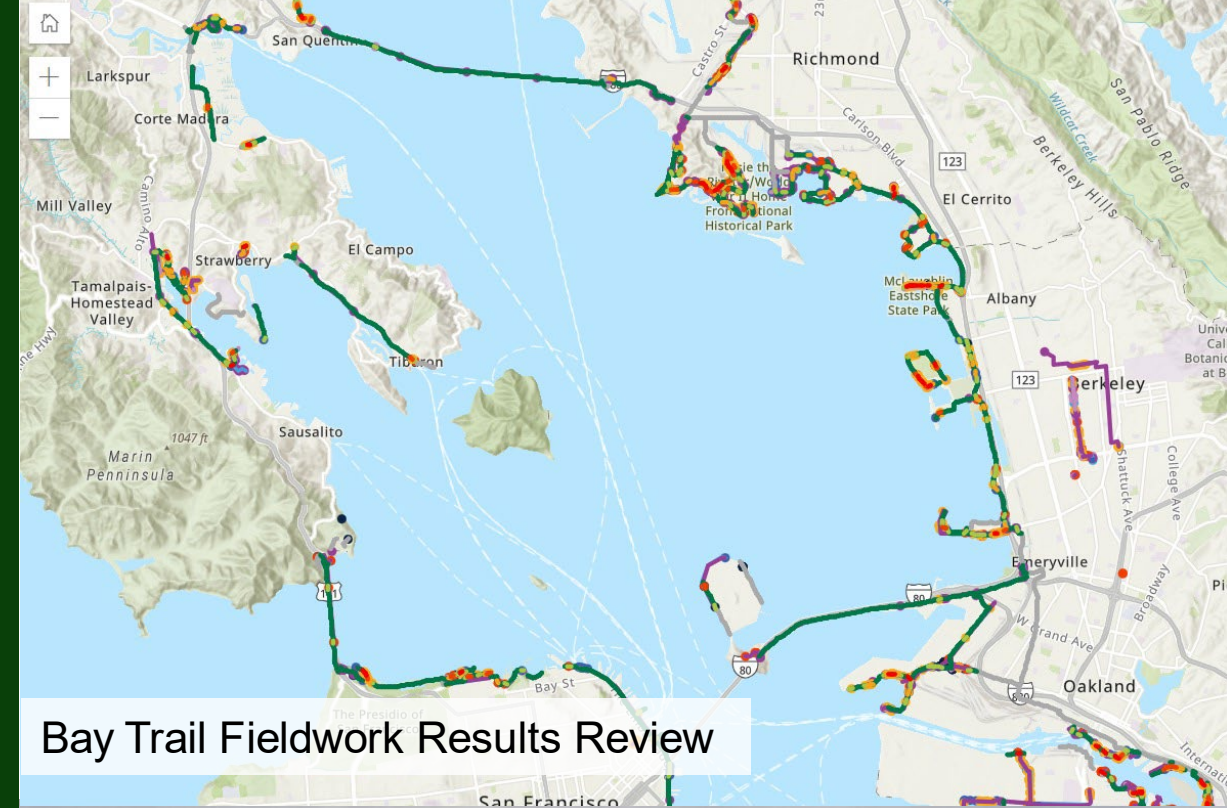 San Quentin
Larkspur
Corte Madera
Castro St
Richmond
Carlson Blvd
123
Wildcat Creek
San Pablo Ridge
Berkeley Hills
El Cerrito
Historical Park
Mill Valley
Camino Alto
Strawberry
El Campo
Tamalpais-
Homestead
Valley
McLaughlin
Eastshore
State Park
Albany
Tiburon
123
Berkeley
Sausalito
1047 ft
Marin
Penninsula
Shattuck Ave
College Ave
Emeryville
Broadway
80
W Grand Ave
80
Oakland
Bay St
The Presidio of
Bay Trail Fieldwork Results Review
San Francisco